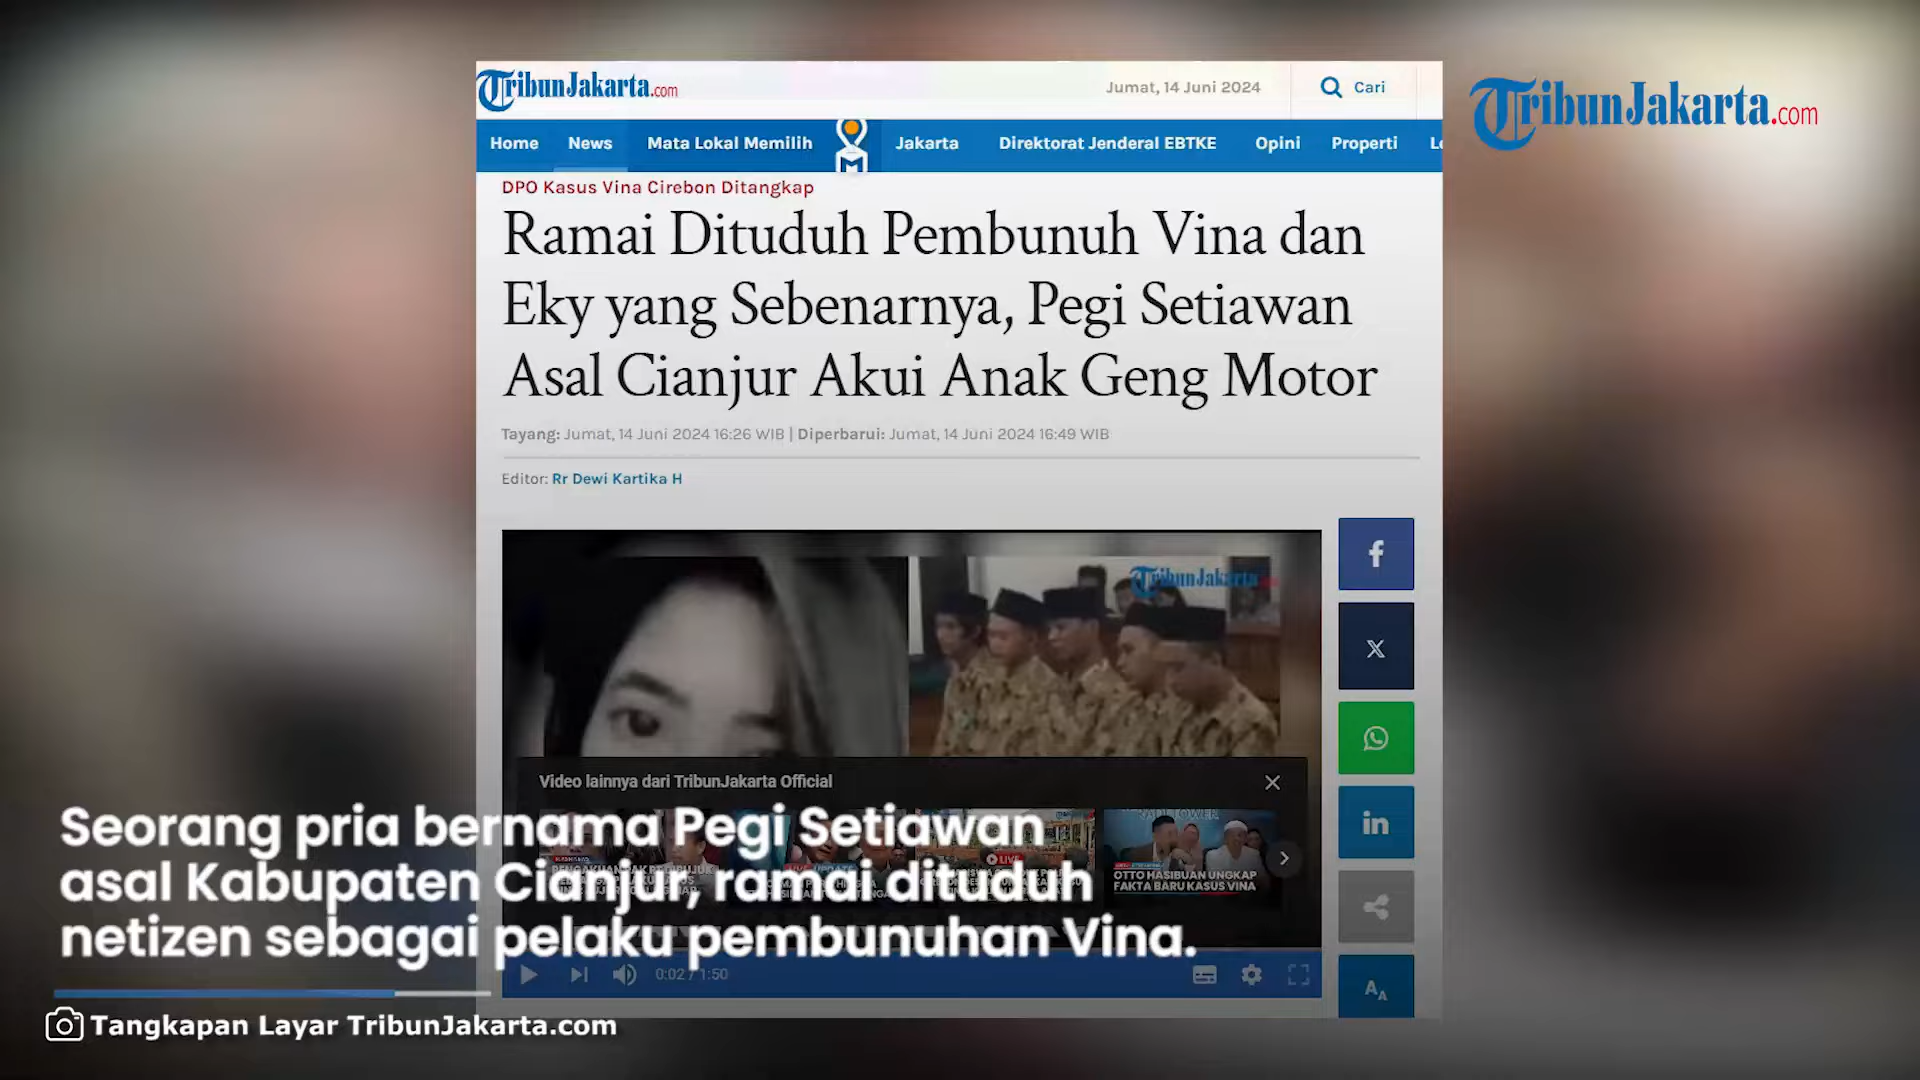 TribunJakarta.com
Jumat, 14 Juni 2024
Cari
TribunJakarta.com
Home News Mata Lokal Memilih Jakarta Direktorat Jenderal EBTKE Opini Properti
DPO Kasus Vina Cirebon Ditangkap
Ramai Dituduh Pembunuh Vina dan
Eky yang Sebenarnya, Pegi Setiawan
Asal Cianjur Akui Anak Geng Motor
Tayang: Jumat, 14 Juni 2024 16:26 WIB | Diperbarui: Jumat, 14 Juni 2024 16:49 WIB
Editor: Rr Dewi Kartika H
TribunJakarta
Video lainnya dari TribunJakarta Official
LIVE
OTTO HASIBUAN UNGKAP
FAKTA BARU KASUS VINA
Seorang pria bernama Pegi Setiawan
asal Kabupaten Cianjur, ramai dituduh
netizen sebagai pelaku pembunuhan Vina.
0:02 / 1:50
Tangkapan Layar TribunJakarta.com